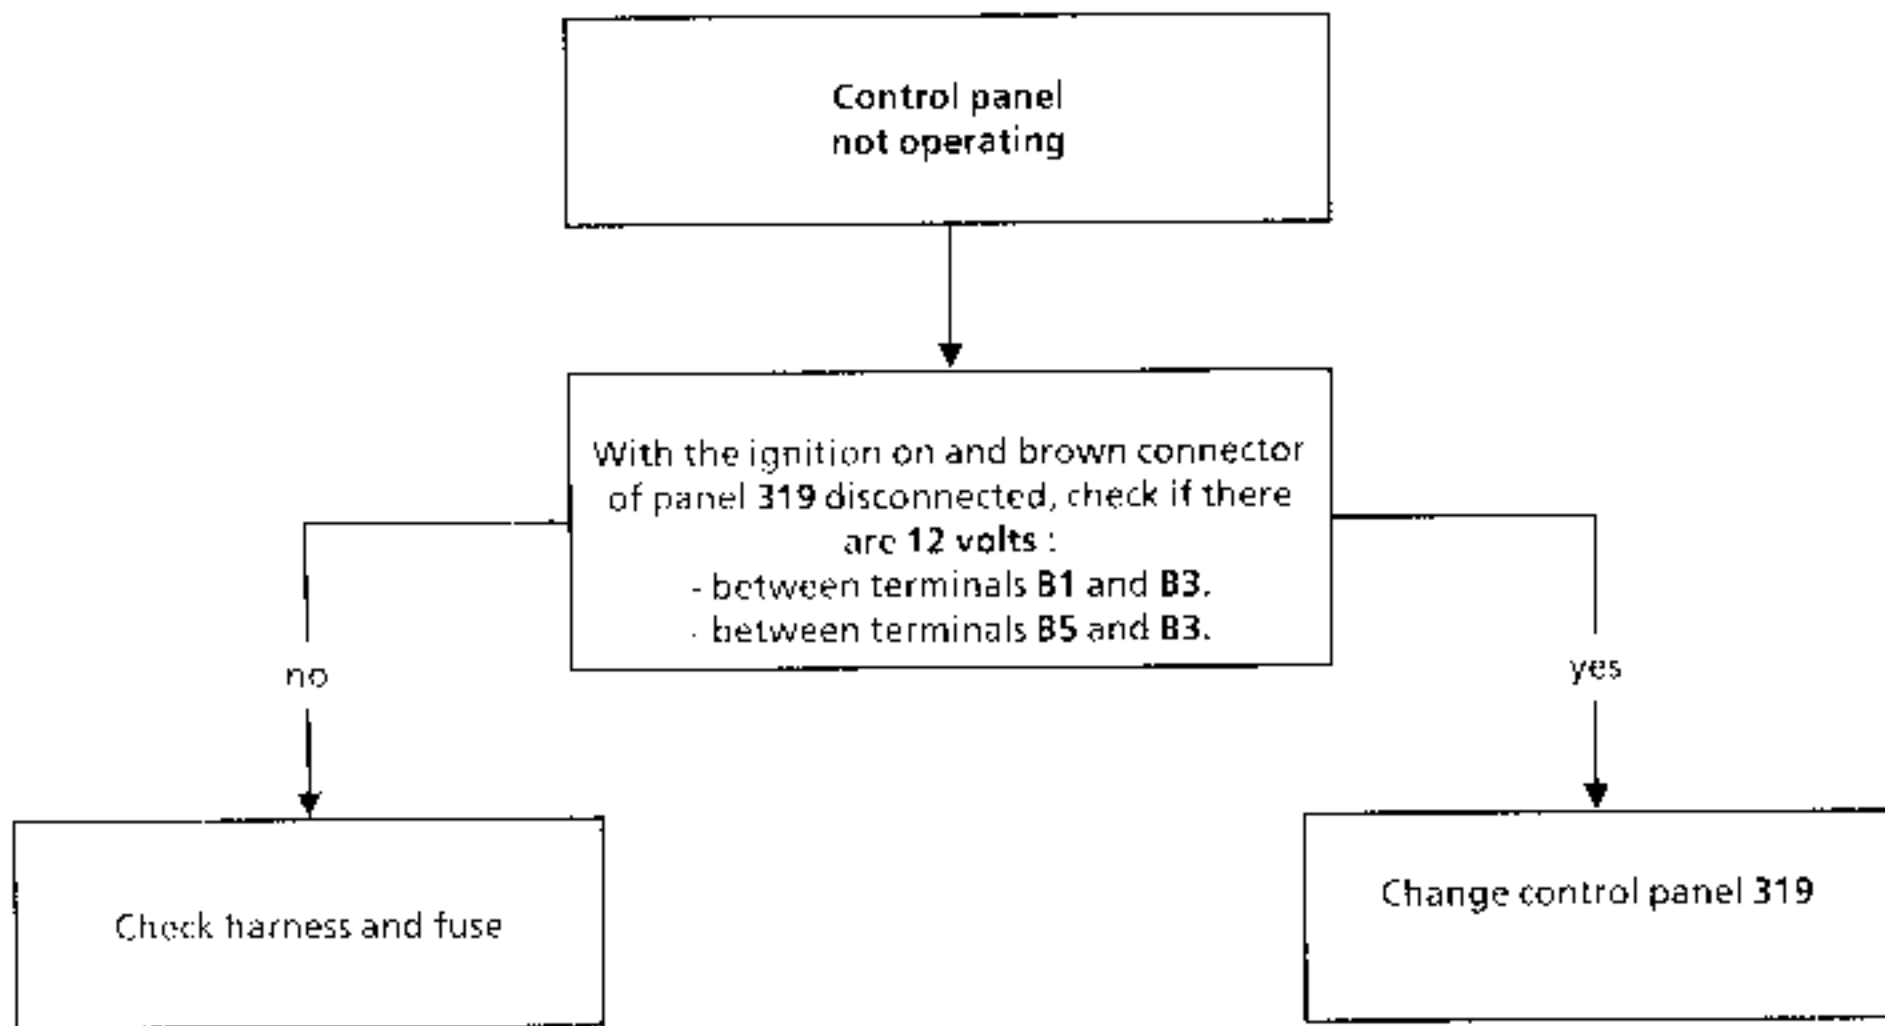 Control panel
not operating
With the ignition on and brown connector
of panel 319 disconnected, check if there
are 12 volts :
- between terminals B1 and B3.
- between terminals B5 and B3.
no
yes
Check harness and fuse
Change control panel 319